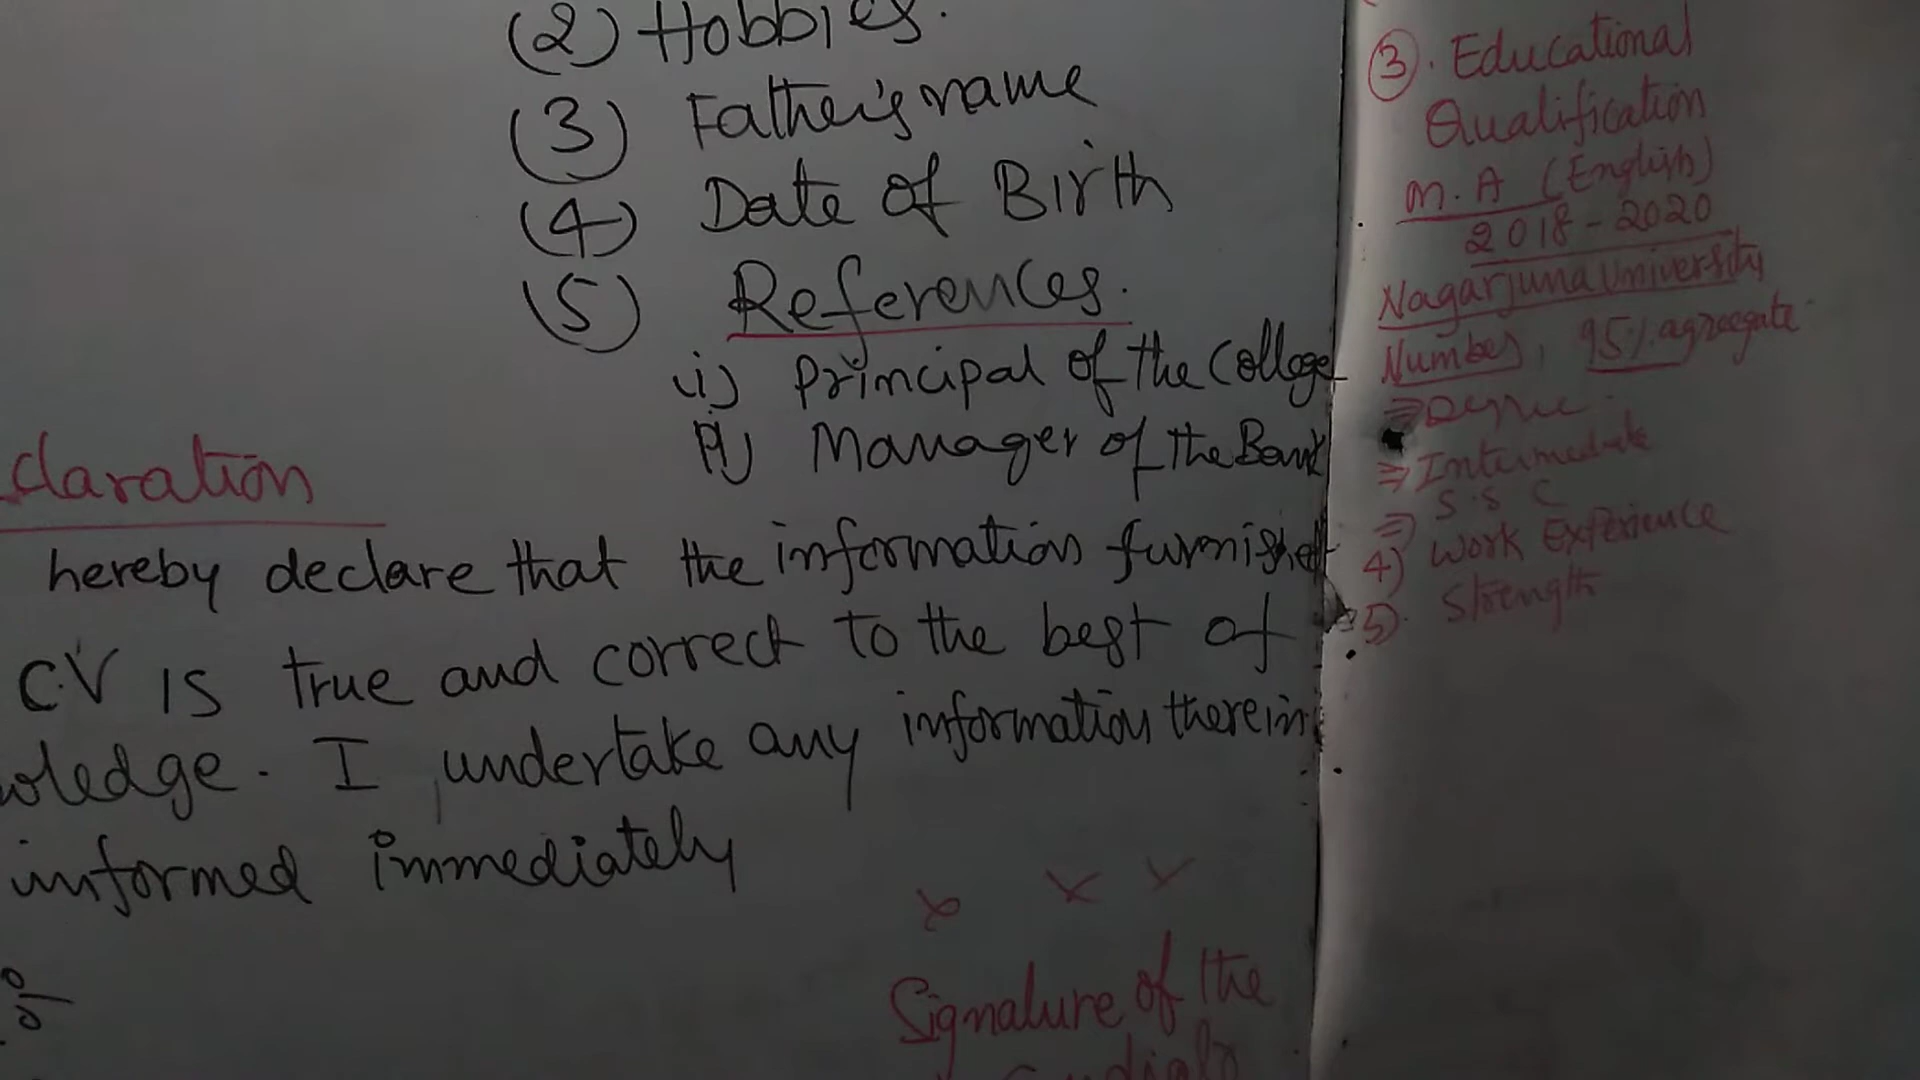 (2) Hobbies.
(3) Father's name
(4) Date of Birth
(5) References.
i) Principal of the College
ii) Manager of the Bank
claration
hereby declare that the information furnished
C.V IS true and correct to the best of
wledge. I undertake any information therein
informed immediately
x x x
Signature of the
3. Educational
Qualification
M.A (English)
2018-2020
Nagarjuna University
Number, 95% agreegate
⇒ Degree
⇒ Intermediate
⇒ S.S.C
4) Work Experience
5). Strength